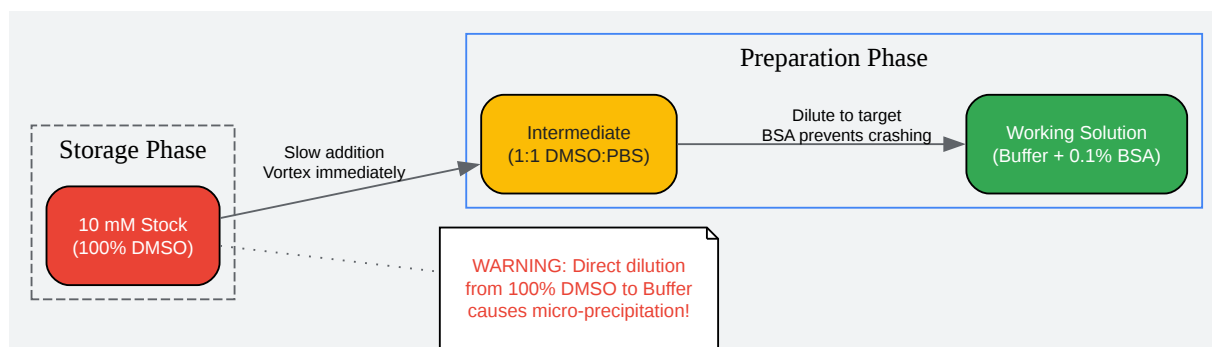 Preparation Phase
Storage Phase
10 mM Stock
(100% DMSO)
Slow addition
Vortex immediately
Intermediate
(1:1 DMSO:PBS)
Dilute to target
BSA prevents crashing
Working Solution
(Buffer + 0.1% BSA)
WARNING: Direct dilution
from 100% DMSO to Buffer
causes micro-precipitation!